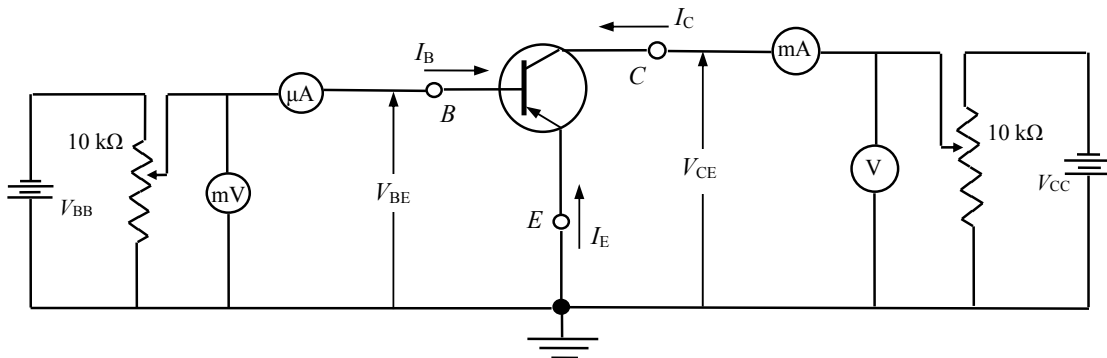 I_C
I_B
mA
C
μA
B
10 kΩ
10 kΩ
V_CE
V
mV
V_BE
V_CC
V_BB
E
I_E